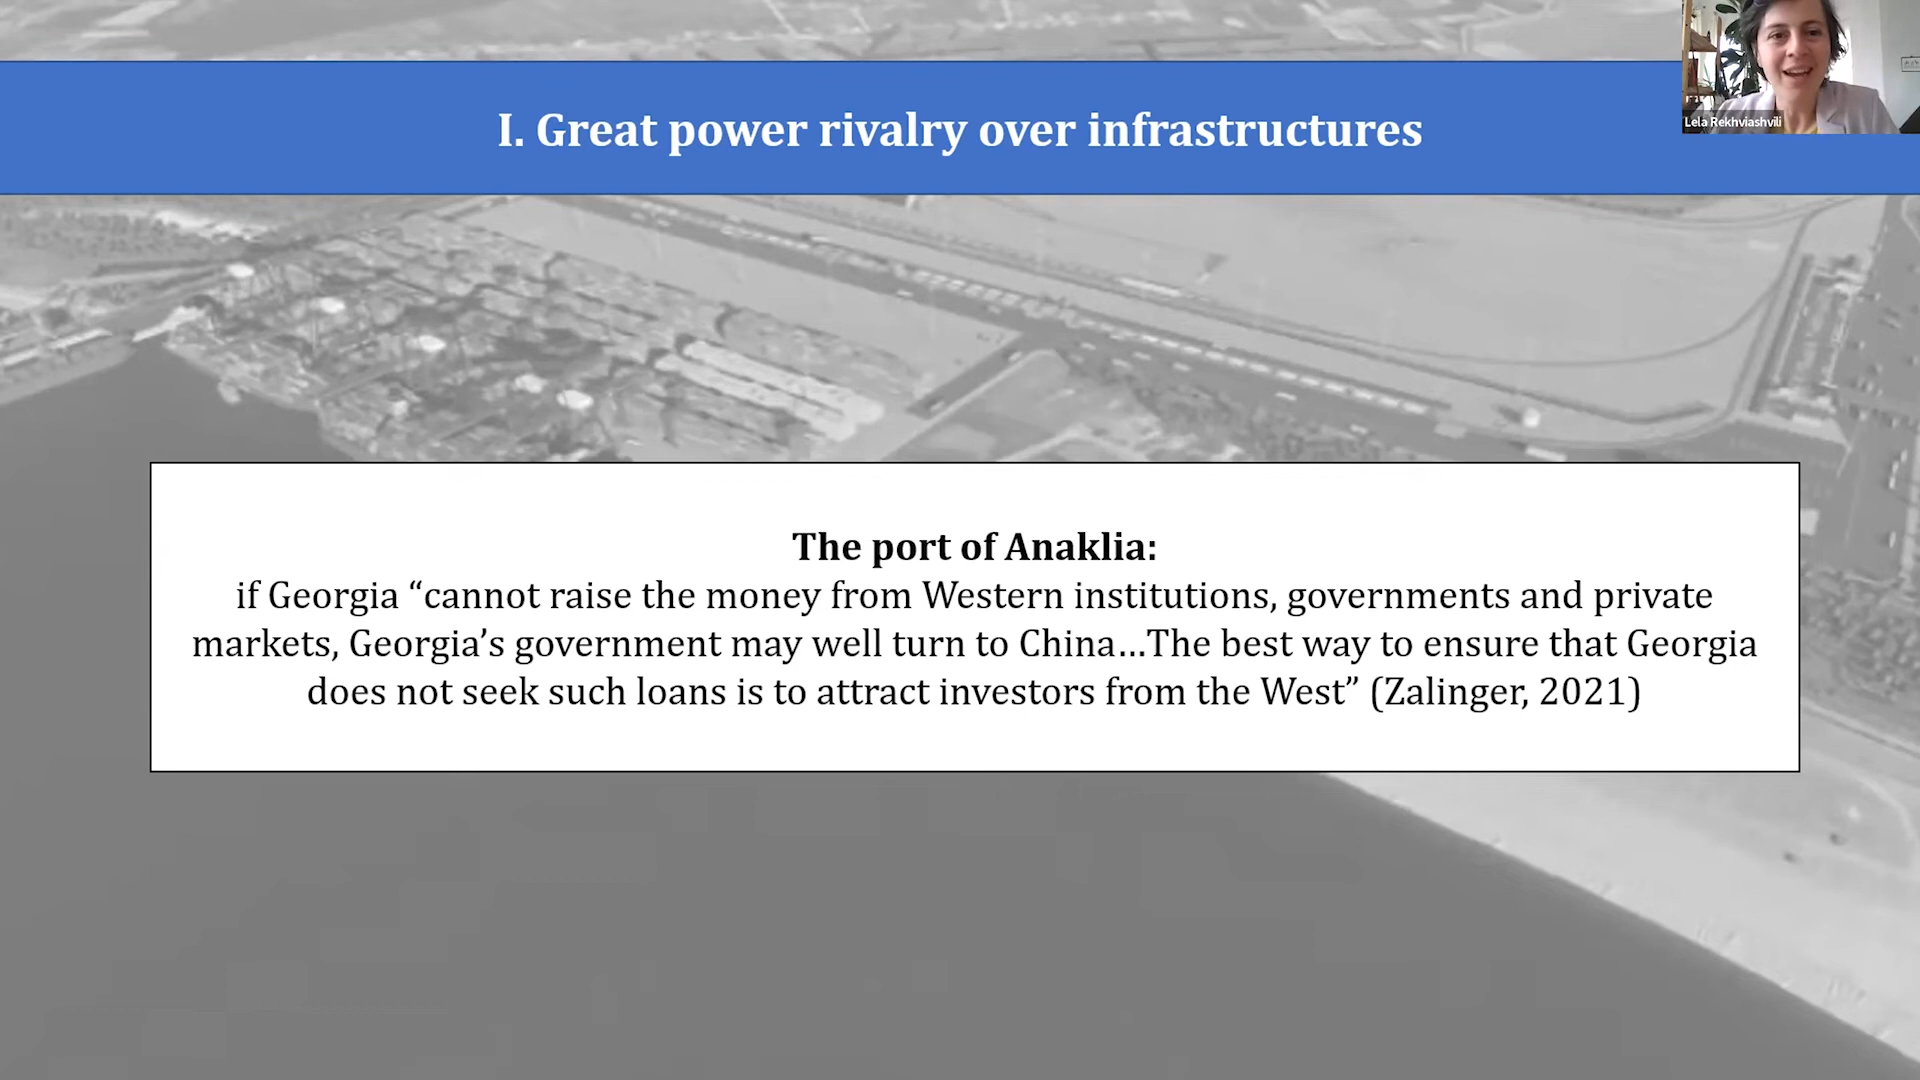 I. Great power rivalry over infrastructures
Lela Rekhviashvili
The port of Anaklia:
if Georgia “cannot raise the money from Western institutions, governments and private
markets, Georgia’s government may well turn to China…The best way to ensure that Georgia
does not seek such loans is to attract investors from the West” (Zalinger, 2021)